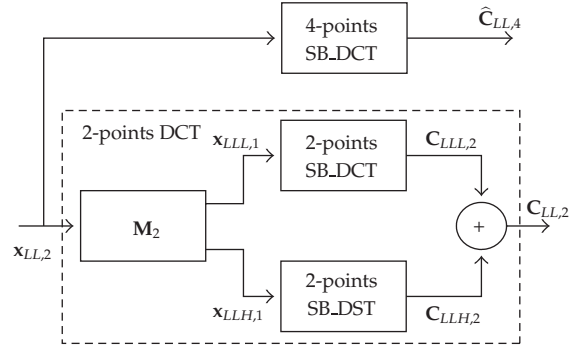 4-points
SB_DCT
Ĉ_LL,4
2-points DCT
x_LLL,1
2-points
SB_DCT
C_LLL,2
M_2
+
C_LL,2
x_LL,2
x_LLH,1
2-points
SB_DST
C_LLH,2